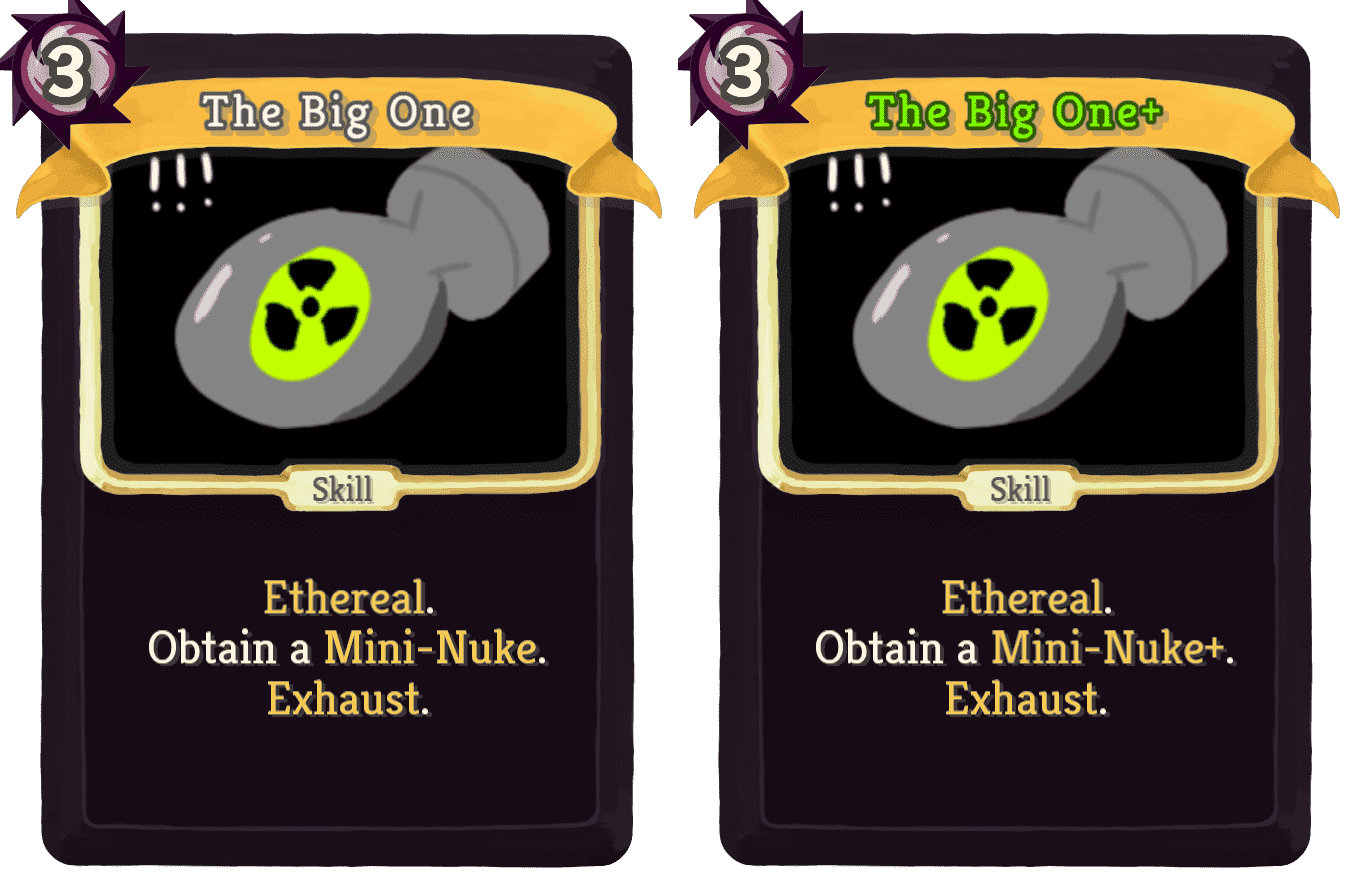 3
The Big One
!!!
Skill
Ethereal.
Obtain a Mini-Nuke.
Exhaust.
3
The Big One+
!!!
Skill
Ethereal.
Obtain a Mini-Nuke+.
Exhaust.